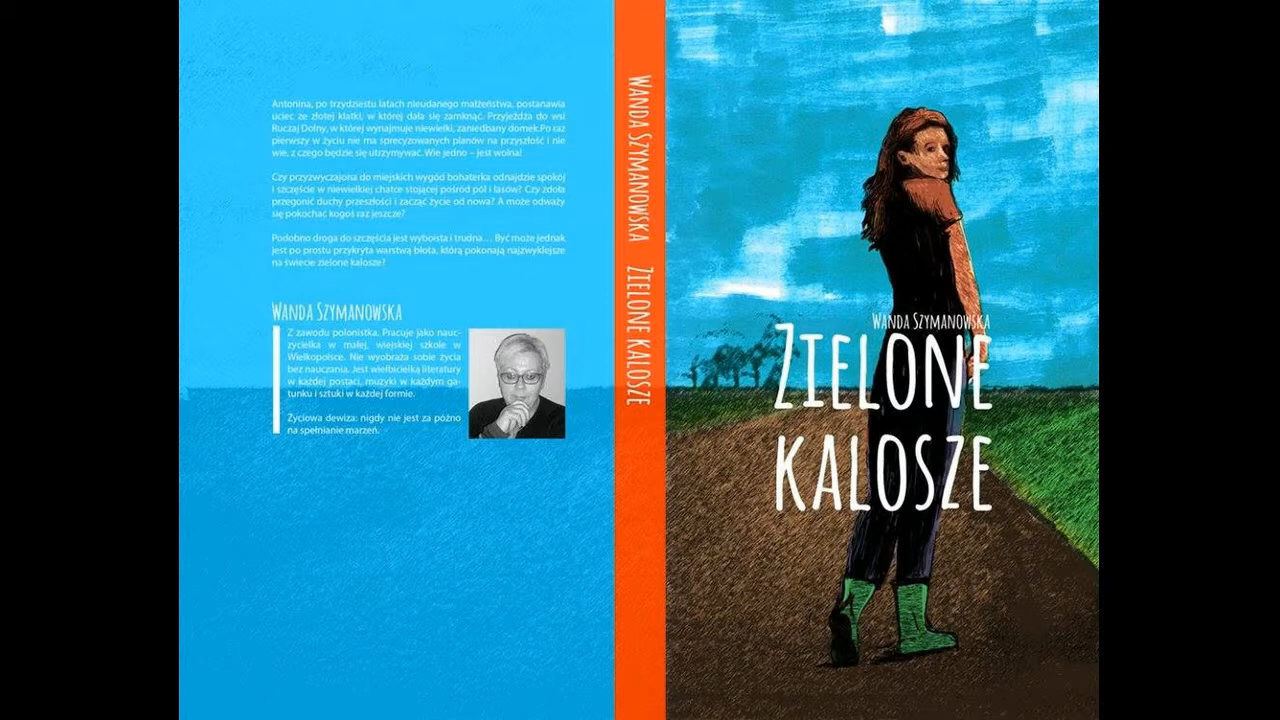 Antonina, po trzydziestu latach nieudanego małżeństwa, postanawia
uciec ze złotej klatki, w której dała się zamknąć. Przyjeżdża do wsi
Ruczaj Dolny, w której wynajmuje niewielki, zaniedbany domek.Po raz
pierwszy w życiu nie ma sprecyzowanych planów na przyszłość i nie
wie, z czego będzie się utrzymywać. Wie jedno – jest wolna!
Czy przyzwyczajona do miejskich wygód bohaterka odnajdzie spokój
i szczęście w niewielkiej chatce stojącej pośród pól i lasów? Czy zdoła
przegonić duchy przeszłości i zacząć życie od nowa? A może odważy
się pokochać kogoś raz jeszcze?
Podobno droga do szczęścia jest wyboista i trudna... Być może jednak
jest po prostu przykryta warstwą błota, którą pokonają najzwyklejsze
na świecie zielone kalosze?
WANDA SZYMANOWSKA
Z zawodu polonistka. Pracuje jako nauc-
zycielka w małej, wiejskiej szkole w
Wielkopolsce. Nie wyobraża sobie życia
bez nauczania. Jest wielbicielką literatury
w każdej postaci, muzyki w każdym ga-
tunku i sztuki w każdej formie.
Życiowa dewiza: nigdy nie jest za późno
na spełnianie marzeń.
WANDA SZYMANOWSKA ZIELONE KALOSZE
WANDA SZYMANOWSKA
ZIELONE
KALOSZE